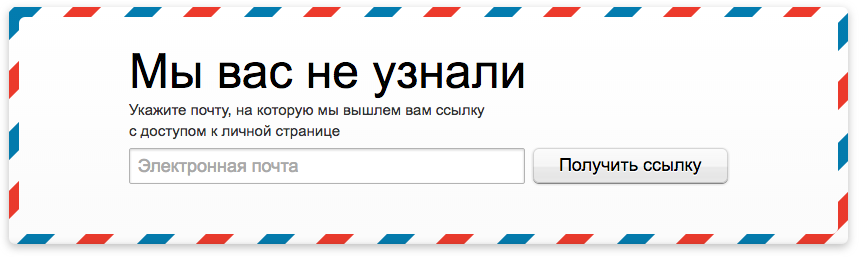 Мы вас не узнали
Укажите почту, на которую мы вышлем вам ссылку
с доступом к личной странице
Электронная почта
Получить ссылку